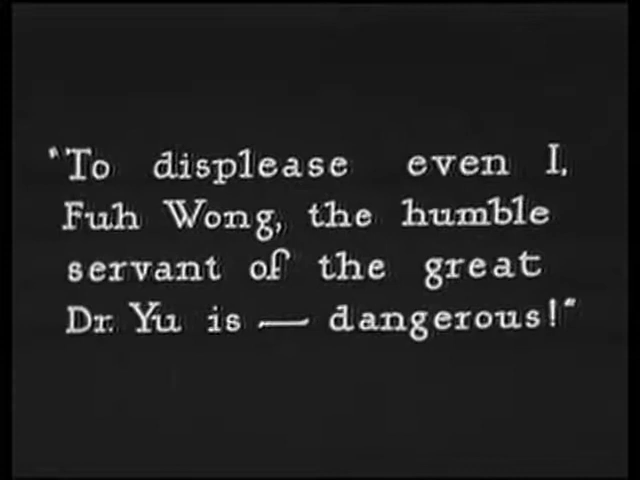 "To displease even I,
Fuh Wong, the humble
servant of the great
Dr. Yu is — dangerous!"